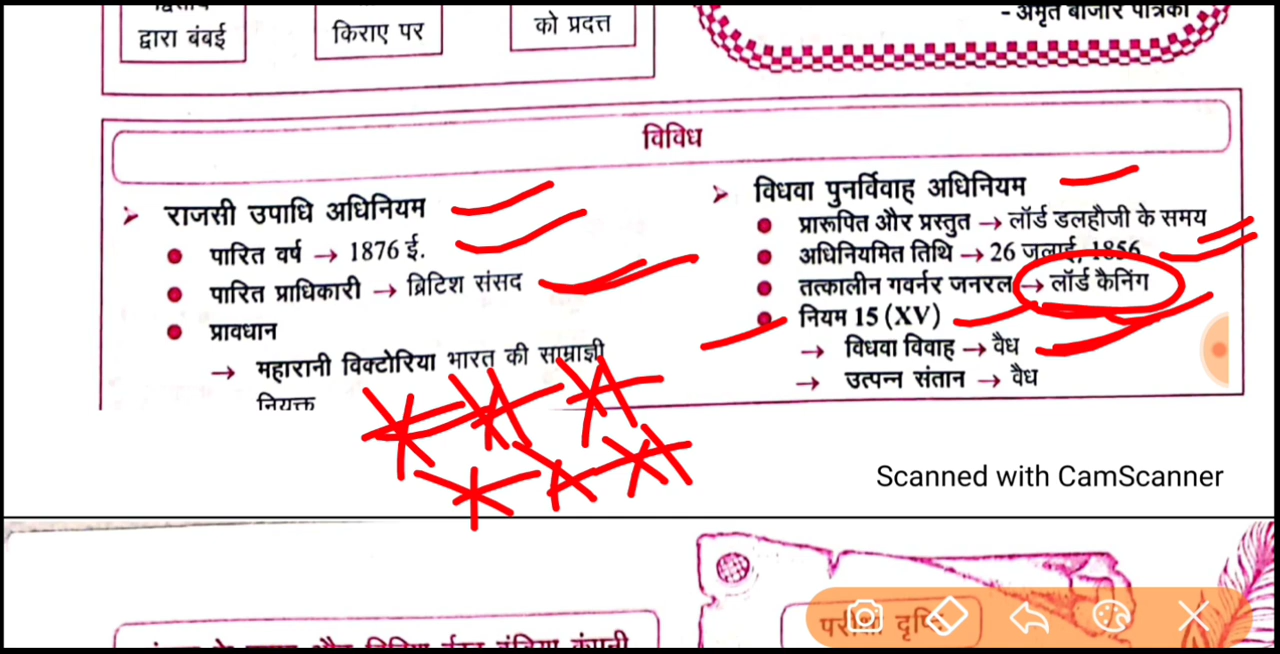 द्वितीय
द्वारा बंबई
किराए पर
को प्रदत्त
- अमृत बाजार पत्रिका
विविध
➤ राजसी उपाधि अधिनियम
● पारित वर्ष → 1876 ई.
● पारित प्राधिकारी → ब्रिटिश संसद
● प्रावधान
→ महारानी विक्टोरिया भारत की साम्राज्ञी
नियुक्त
➤ विधवा पुनर्विवाह अधिनियम
● प्रारूपित और प्रस्तुत → लॉर्ड डलहौजी के समय
● अधिनियमित तिथि → 26 जुलाई, 1856
● तत्कालीन गवर्नर जनरल → लॉर्ड कैनिंग
● नियम 15 (XV)
→ विधवा विवाह → वैध
→ उत्पन्न संतान → वैध
Scanned with CamScanner